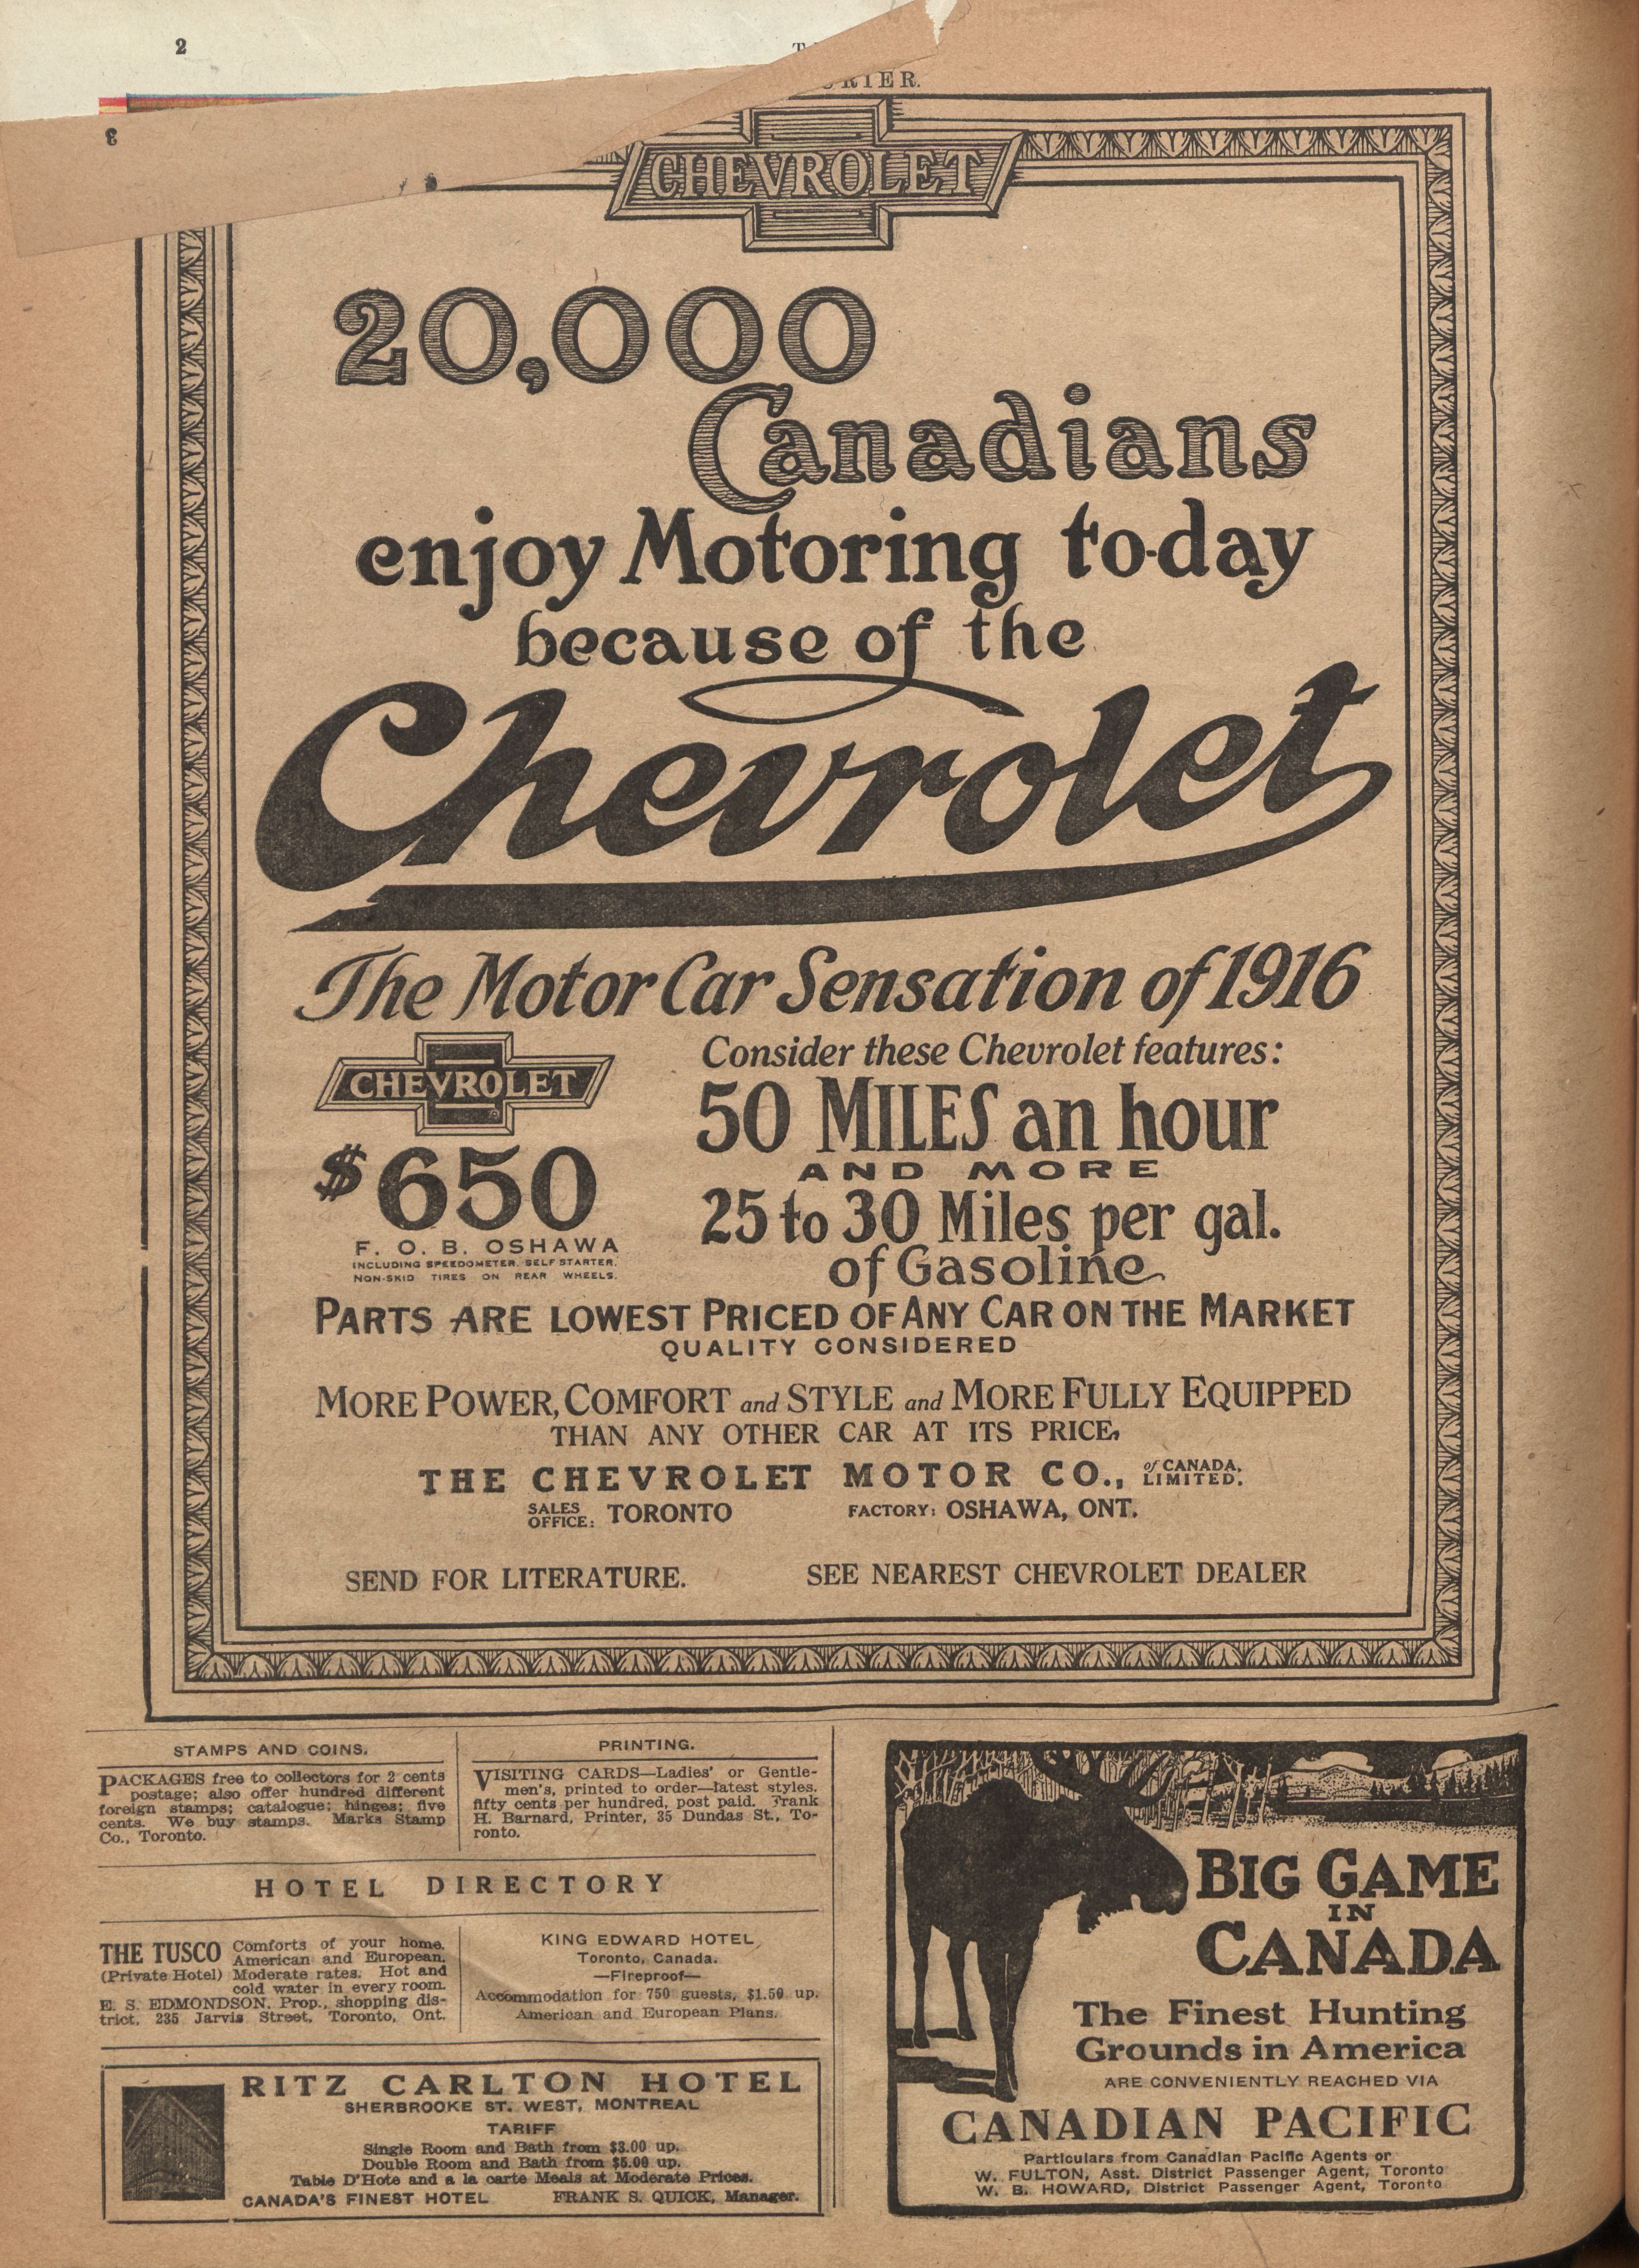 2
3
CHEVROLET
20,000
Canadians
enjoy Motoring to-day
because of the
Chevrolet
The Motor Car Sensation of 1916
CHEVROLET
$650
F. O. B. OSHAWA
INCLUDING SPEEDOMETER, SELF STARTER,
NON-SKID TIRES ON REAR WHEELS.
Consider these Chevrolet features:
50 MILES an hour
AND MORE
25 to 30 Miles per gal.
of Gasoline
PARTS ARE LOWEST PRICED OF ANY CAR ON THE MARKET
QUALITY CONSIDERED
MORE POWER, COMFORT and STYLE and MORE FULLY EQUIPPED
THAN ANY OTHER CAR AT ITS PRICE,
THE CHEVROLET MOTOR CO., of CANADA, LIMITED.
SALES OFFICE: TORONTO FACTORY: OSHAWA, ONT.
SEND FOR LITERATURE. SEE NEAREST CHEVROLET DEALER
STAMPS AND COINS.
PACKAGES free to collectors for 2 cents
postage; also offer hundred different
foreign stamps; catalogue; hinges; five
cents. We buy stamps. Marks Stamp
Co., Toronto.
PRINTING.
VISITING CARDS—Ladies' or Gentle-
men's, printed to order—latest styles.
fifty cents per hundred, post paid. Frank
H. Barnard, Printer, 35 Dundas St., To-
ronto.
HOTEL DIRECTORY
THE TUSCO Comforts of your home.
American and European.
(Private Hotel) Moderate rates. Hot and
cold water in every room.
E. S. EDMONDSON, Prop., shopping dis-
trict, 235 Jarvis Street, Toronto, Ont.
KING EDWARD HOTEL
Toronto, Canada.
—Fireproof—
Accommodation for 750 guests, $1.50 up.
American and European Plans.
RITZ CARLTON HOTEL
SHERBROOKE ST. WEST, MONTREAL
TARIFF
Single Room and Bath from $3.00 up.
Double Room and Bath from $5.00 up.
Table D'Hote and a la carte Meals at Moderate Prices.
CANADA'S FINEST HOTEL FRANK S. QUICK, Manager.
BIG GAME
IN
CANADA
The Finest Hunting
Grounds in America
ARE CONVENIENTLY REACHED VIA
CANADIAN PACIFIC
Particulars from Canadian Pacific Agents or
W. FULTON, Asst. District Passenger Agent, Toronto
W. B. HOWARD, District Passenger Agent, Toronto